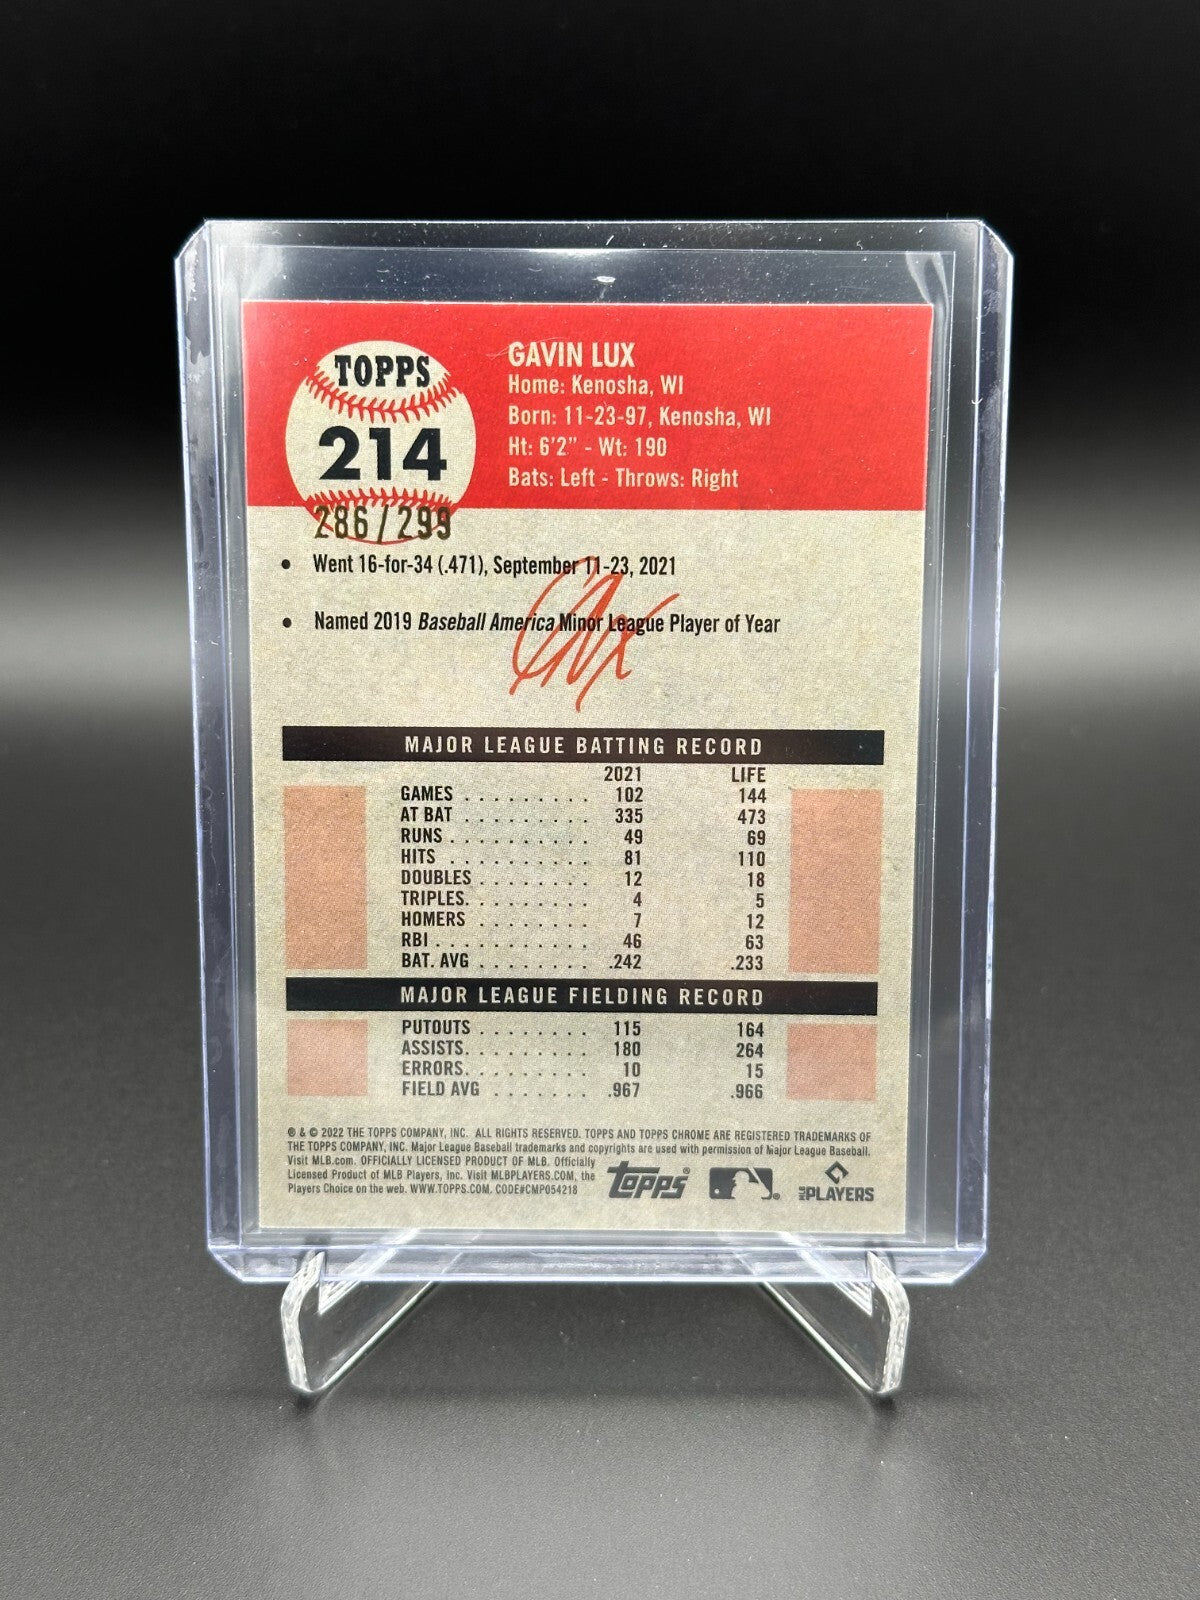 TOPPS
214
286/299
GAVIN LUX
Home: Kenosha, WI
Born: 11-23-97, Kenosha, WI
Ht: 6'2" - Wt: 190
Bats: Left - Throws: Right
• Went 16-for-34 (.471), September 11-23, 2021
• Named 2019 Baseball America Minor League Player of Year
MAJOR LEAGUE BATTING RECORD
2021 LIFE
GAMES . . . . . . . . . 102 144
AT BAT . . . . . . . . . 335 473
RUNS . . . . . . . . . . 49 69
HITS . . . . . . . . . . 81 110
DOUBLES . . . . . . . . 12 18
TRIPLES. . . . . . . . . 4 5
HOMERS . . . . . . . . 7 12
RBI . . . . . . . . . . . 46 63
BAT. AVG . . . . . . . . .242 .233
MAJOR LEAGUE FIELDING RECORD
PUTOUTS . . . . . . . . 115 164
ASSISTS. . . . . . . . . 180 264
ERRORS. . . . . . . . . 10 15
FIELD AVG . . . . . . . .967 .966
® & © 2022 THE TOPPS COMPANY, INC. ALL RIGHTS RESERVED. TOPPS AND TOPPS CHROME ARE REGISTERED TRADEMARKS OF
THE TOPPS COMPANY, INC. Major League Baseball trademarks and copyrights are used with permission of Major League Baseball.
Visit MLB.com. OFFICIALLY LICENSED PRODUCT OF MLB. Officially
Licensed Product of MLB Players, Inc. Visit MLBPLAYERS.COM, the
Players Choice on the web. WWW.TOPPS.COM. CODE#CMP054218
Topps®
MLB PLAYERS